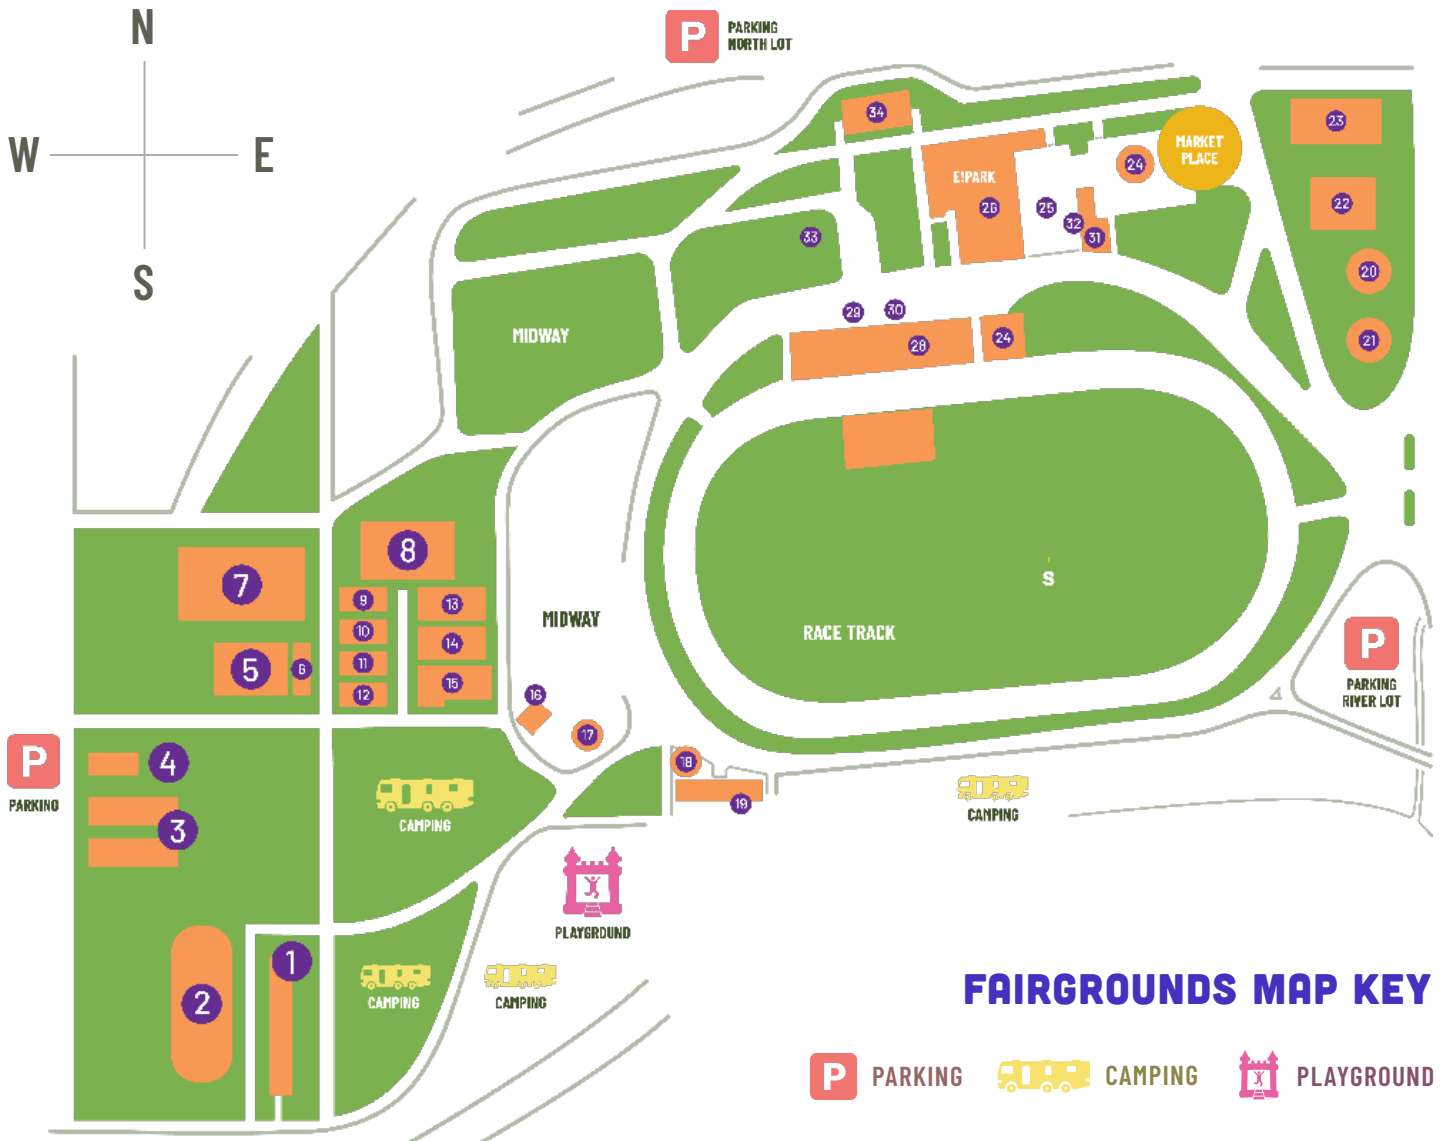 N
W E
S
P PARKING
NORTH LOT
34
23
MARKET
PLACE
24
E!PARK
26
25
32
31
22
33
20
29
30
28
24
21
MIDWAY
8
7
9
13
10
14
11
15
12
5
6
16
17
MIDWAY
S
RACE TRACK
P
PARKING
RIVER LOT
P
PARKING
4
3
18
19
CAMPING
CAMPING
PLAYGROUND
1
2
CAMPING
CAMPING
FAIRGROUNDS MAP KEY
P PARKING
CAMPING
PLAYGROUND